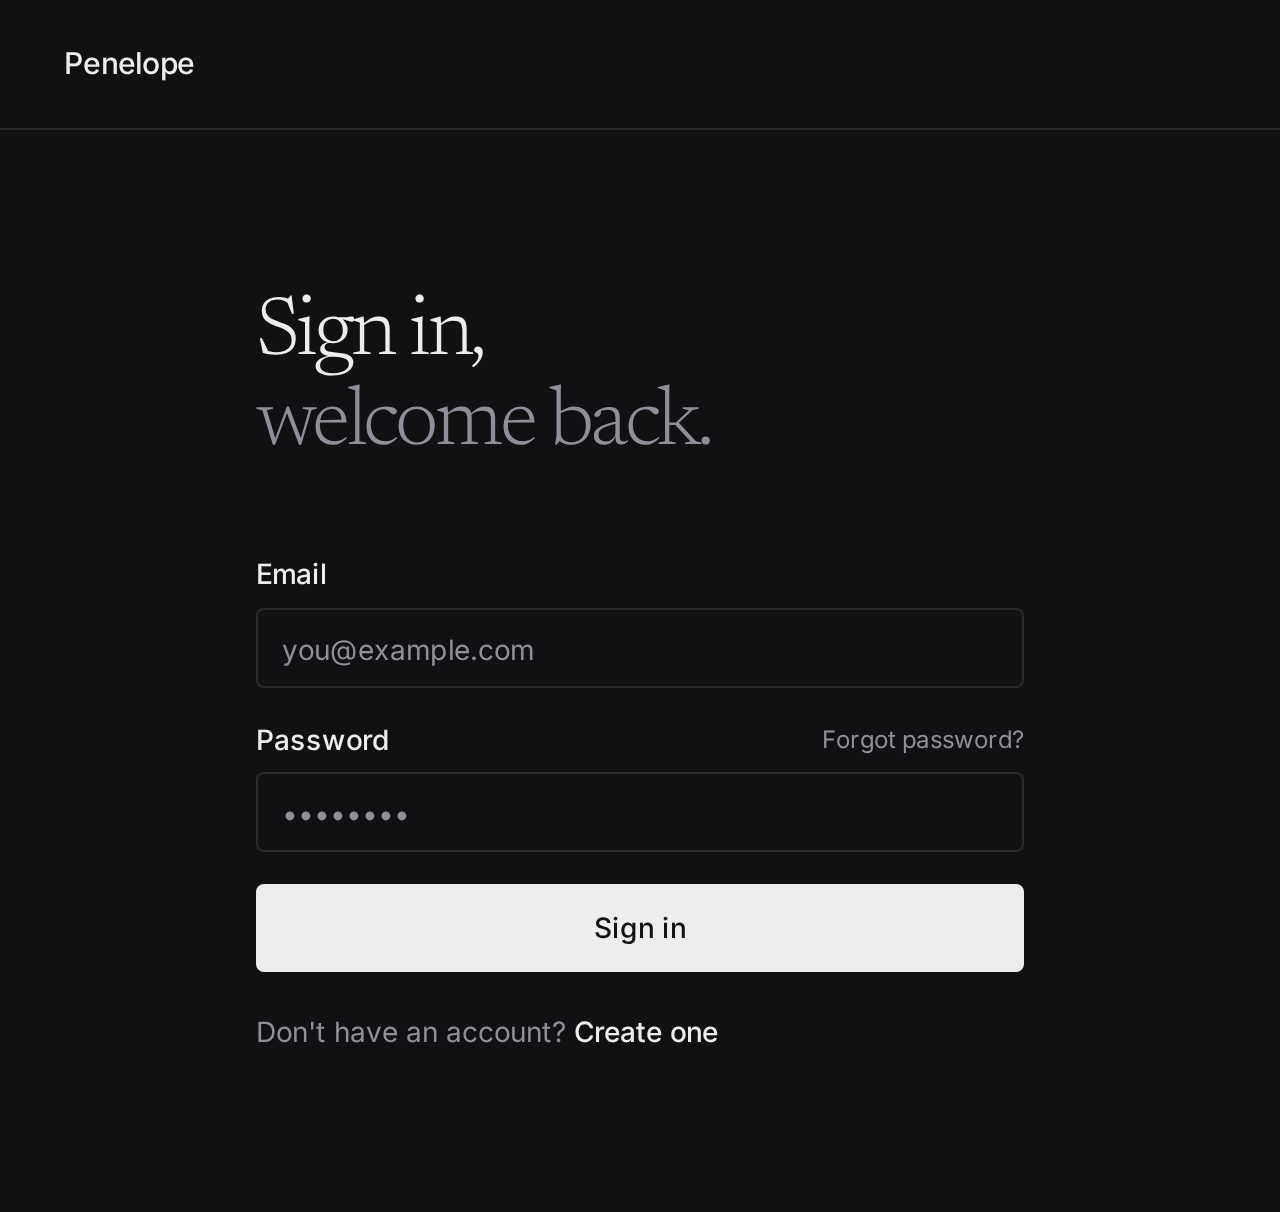 Penelope
Sign in,
welcome back.
Email
you@example.com
Password
Forgot password?
••••••••
Sign in
Don't have an account? Create one